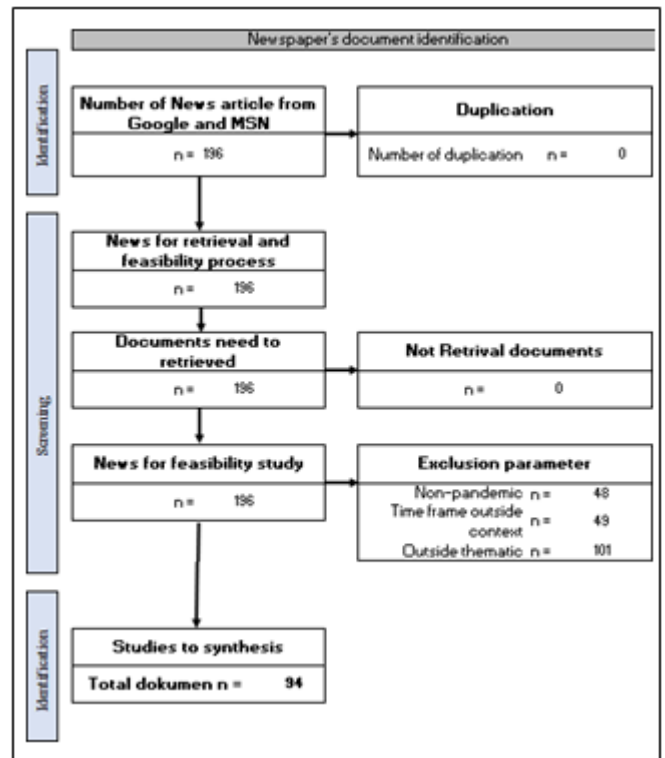 Newspaper's document identification
Identification
Number of News article from
Google and MSN
n = 196
Duplication
Number of duplication n = 0
Screening
News for retrieval and
feasibility process
n = 196
Documents need to
retrieved
n = 196
Not Retrival documents
n = 0
News for feasibility study
n = 196
Exclusion parameter
Non-pandemic n = 48
Time frame outside
context n = 49
Outside thematic n = 101
Identification
Studies to synthesis
Total dokumen n = 94